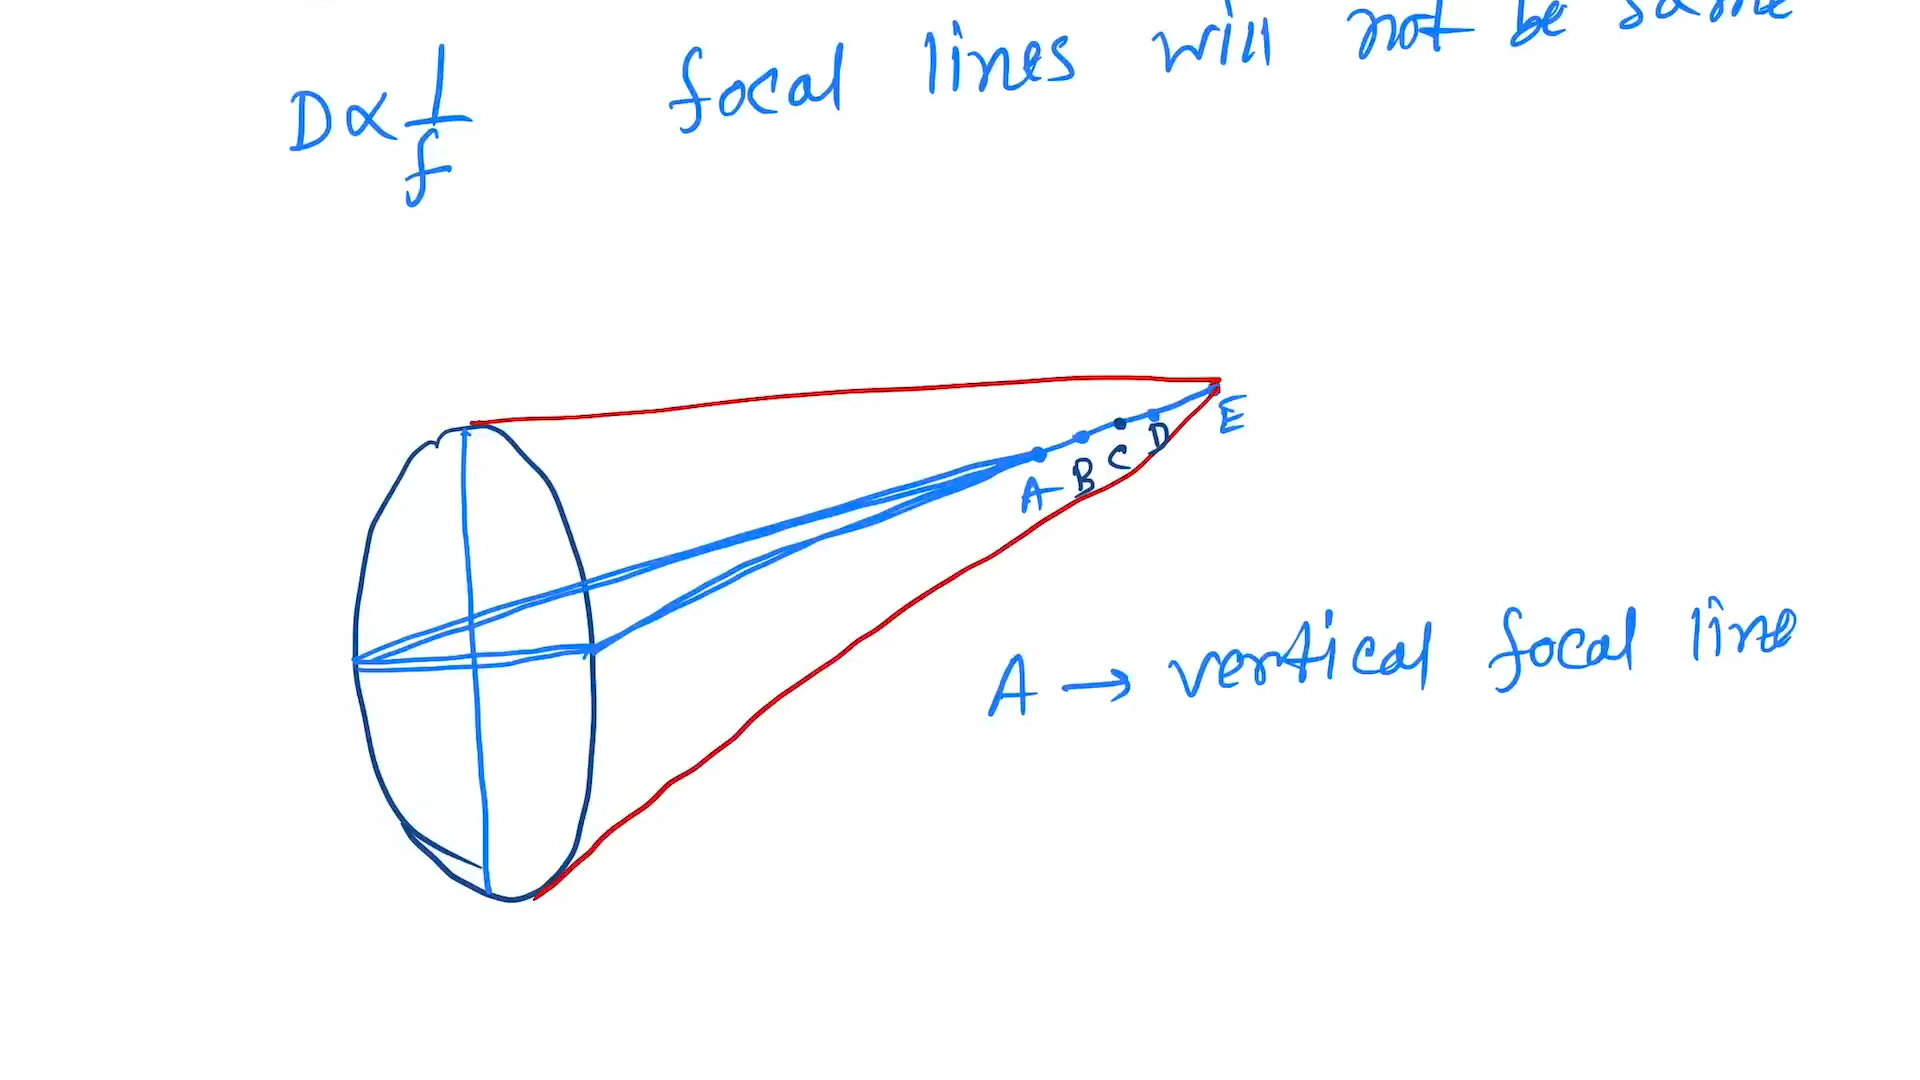 focal lines will not be same
D∝1/f
E
D
C
B
A
A → vertical focal line